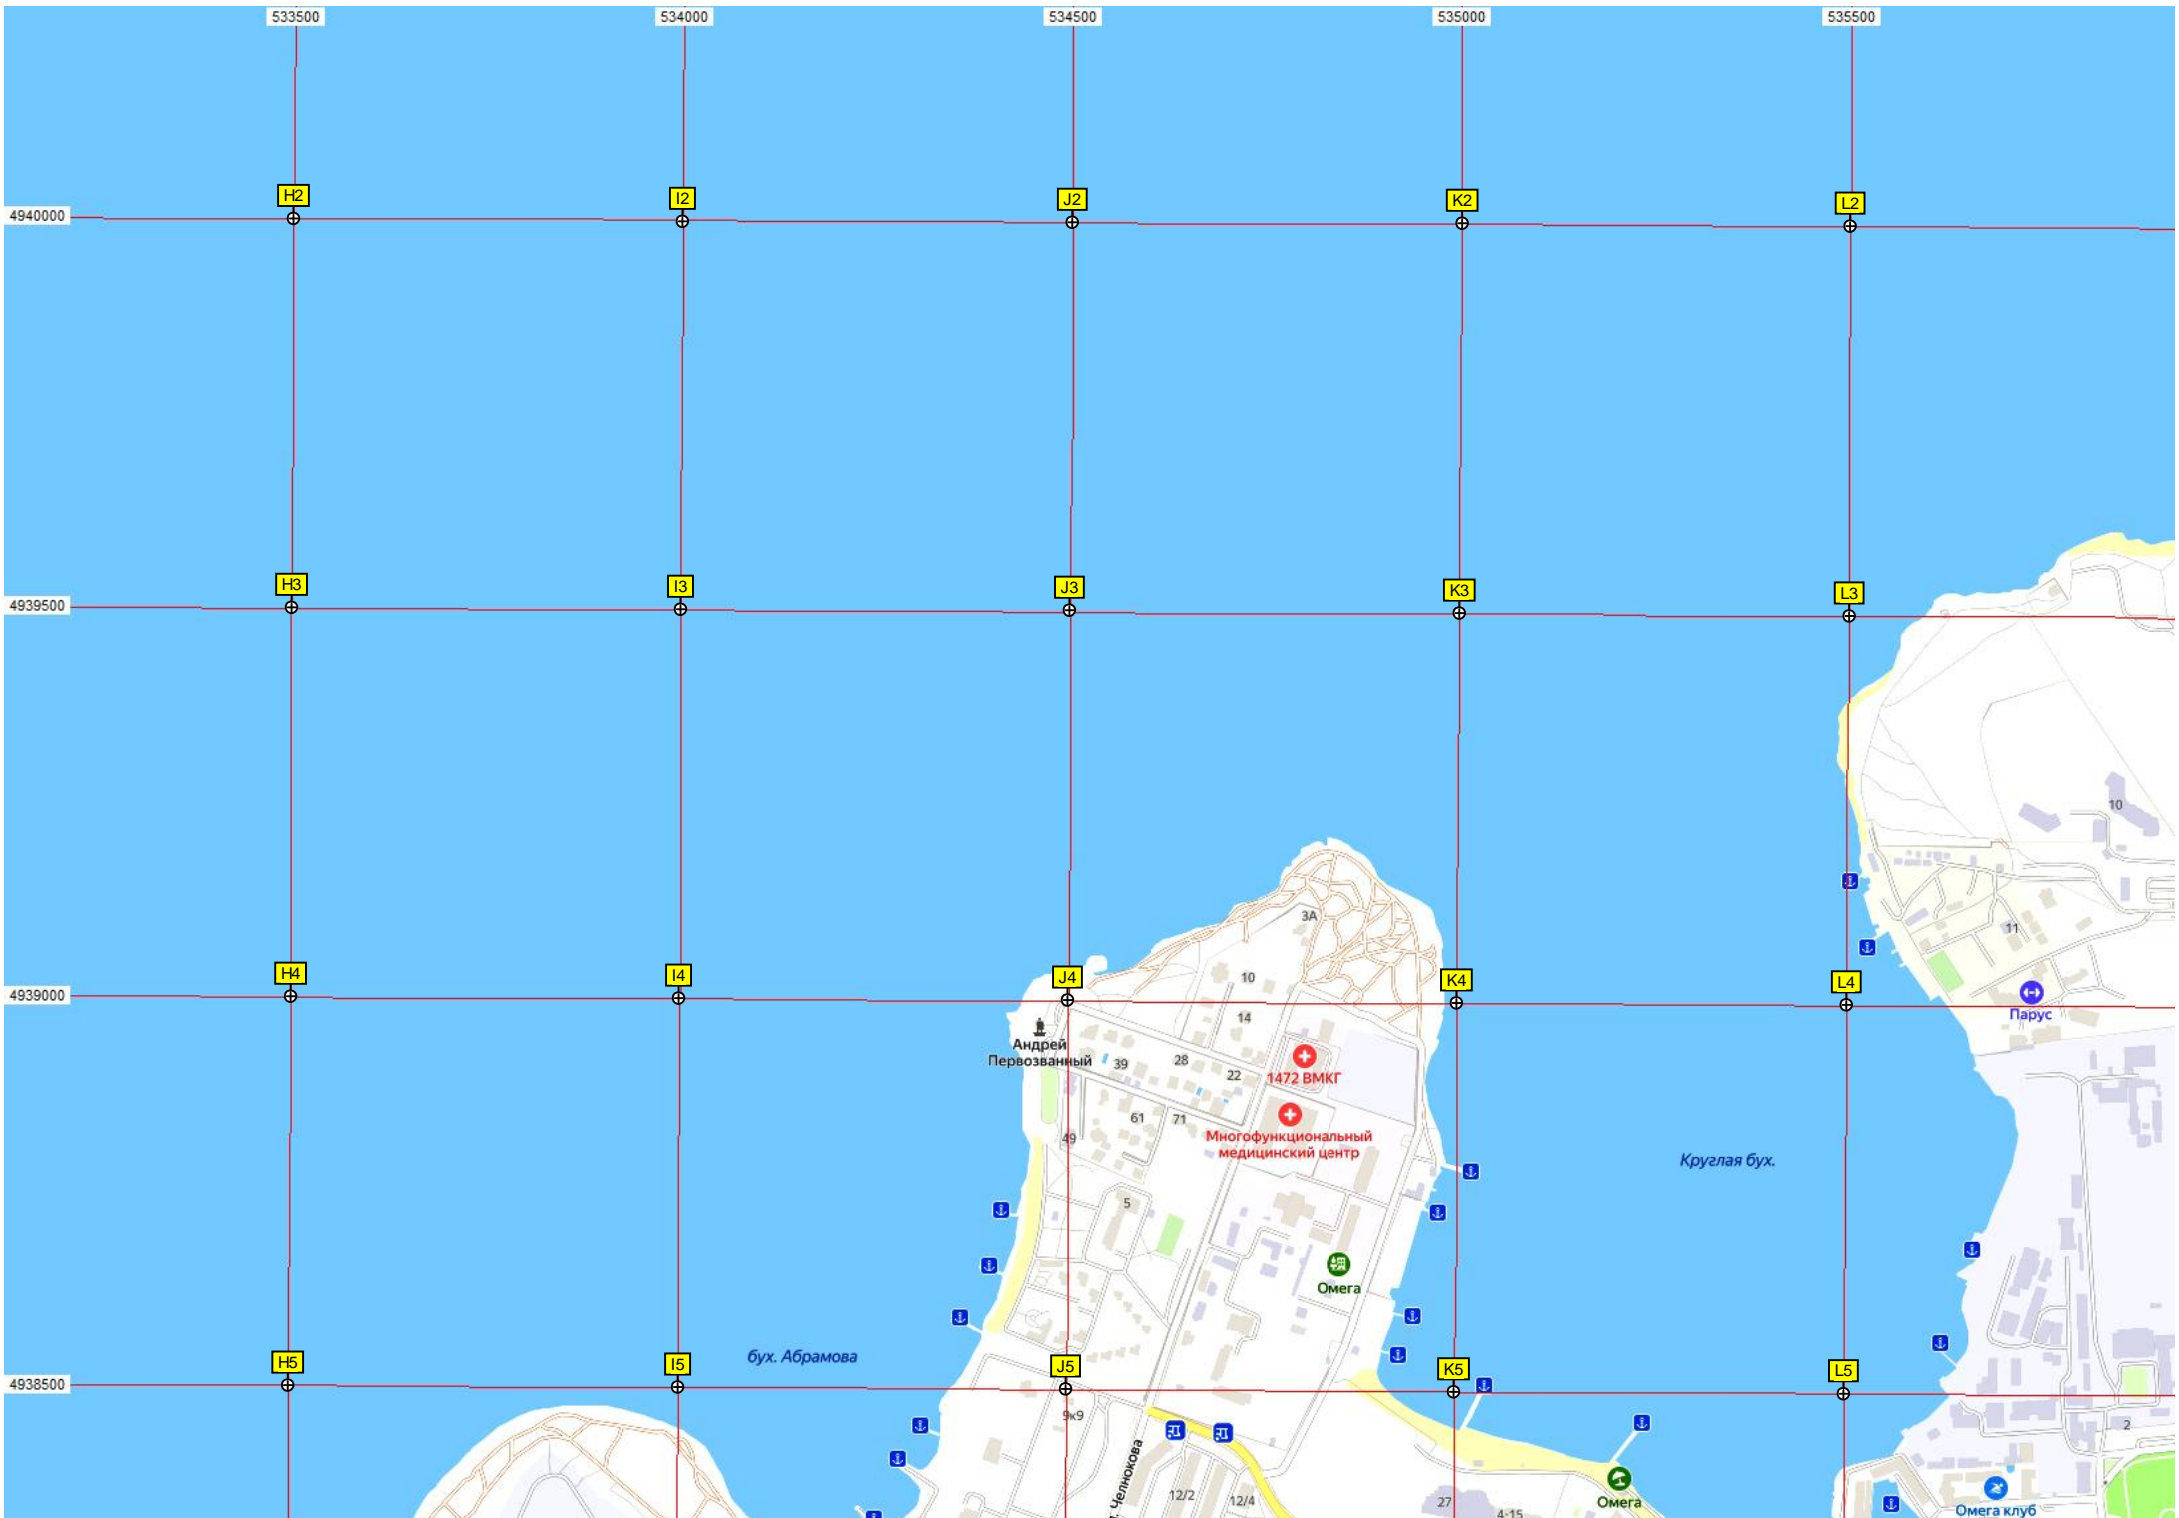 533500 534000 534500 535000 535500
H2 I2 J2 K2 L2
4940000
H3 I3 J3 K3 L3
4939500
10
3А
11
H4 I4 J4 K4 L4
10
4939000
Парус
14
Андрей
Первозванный
39
28
22
1472 ВМКГ
61
71
49
Многофункциональный
медицинский центр
Круглая бух.
5
Омега
бух. Абрамова
H5 I5 J5 K5 L5
4938500
9к9
2
Челнокова
12/2
12/4
27
4-15
Омега
Омега клуб